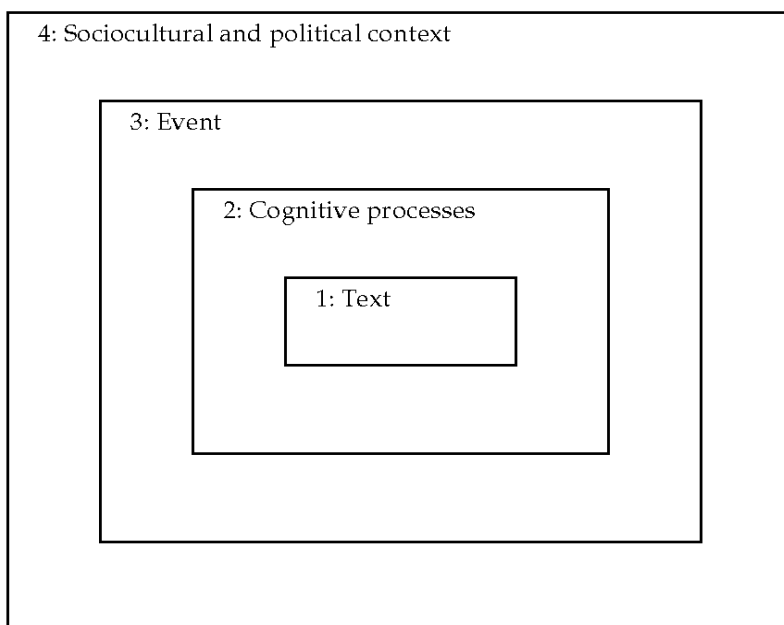 4: Sociocultural and political context
3: Event
2: Cognitive processes
1: Text